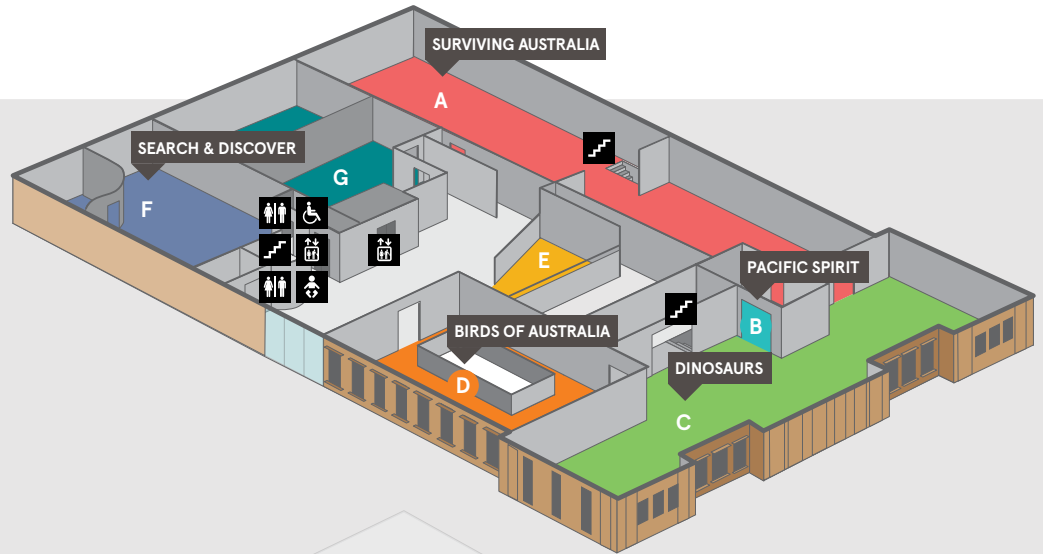 SURVIVING AUSTRALIA
A
SEARCH & DISCOVER
G
F
E
PACIFIC SPIRIT
B
BIRDS OF AUSTRALIA
D
DINOSAURS
C